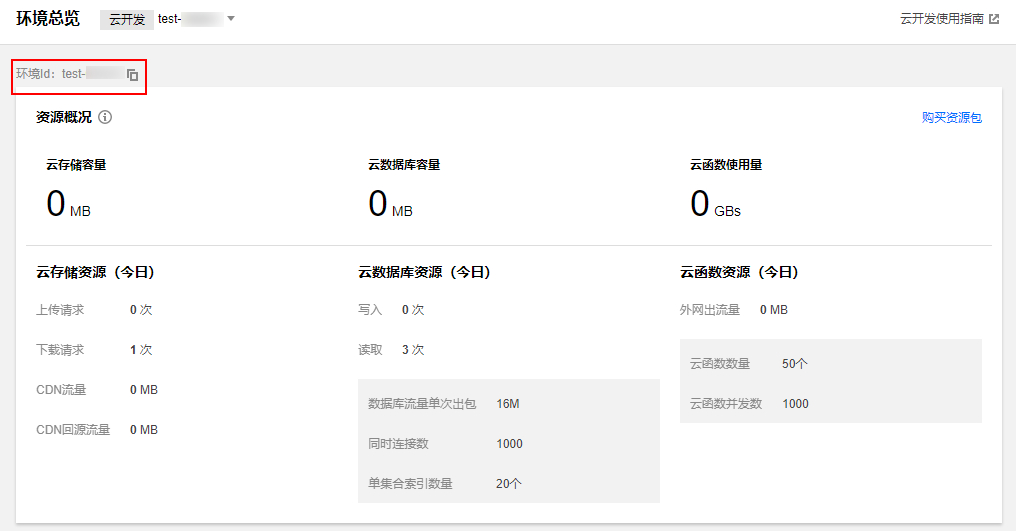 环境总览 云开发 test- 云开发使用指南
环境Id：test-
资源概况 购买资源包
云存储容量 云数据库容量 云函数使用量
0 MB 0 MB 0 GBs
云存储资源（今日） 云数据库资源（今日） 云函数资源（今日）
上传请求 0 次 写入 0 次 外网出流量 0 MB
下载请求 1 次 读取 3 次 云函数数量 50个
CDN流量 0 MB 数据库流量单次出包 16M 云函数并发数 1000
CDN回源流量 0 MB 同时连接数 1000
单集合索引数量 20个